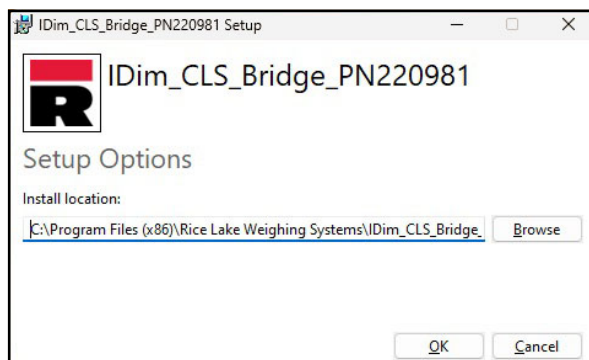 IDim_CLS_Bridge_PN220981 Setup
R
IDim_CLS_Bridge_PN220981
Setup Options
Install location:
C:\Program Files (x86)\Rice Lake Weighing Systems\IDim_CLS_Bridge_
Browse
OK
Cancel